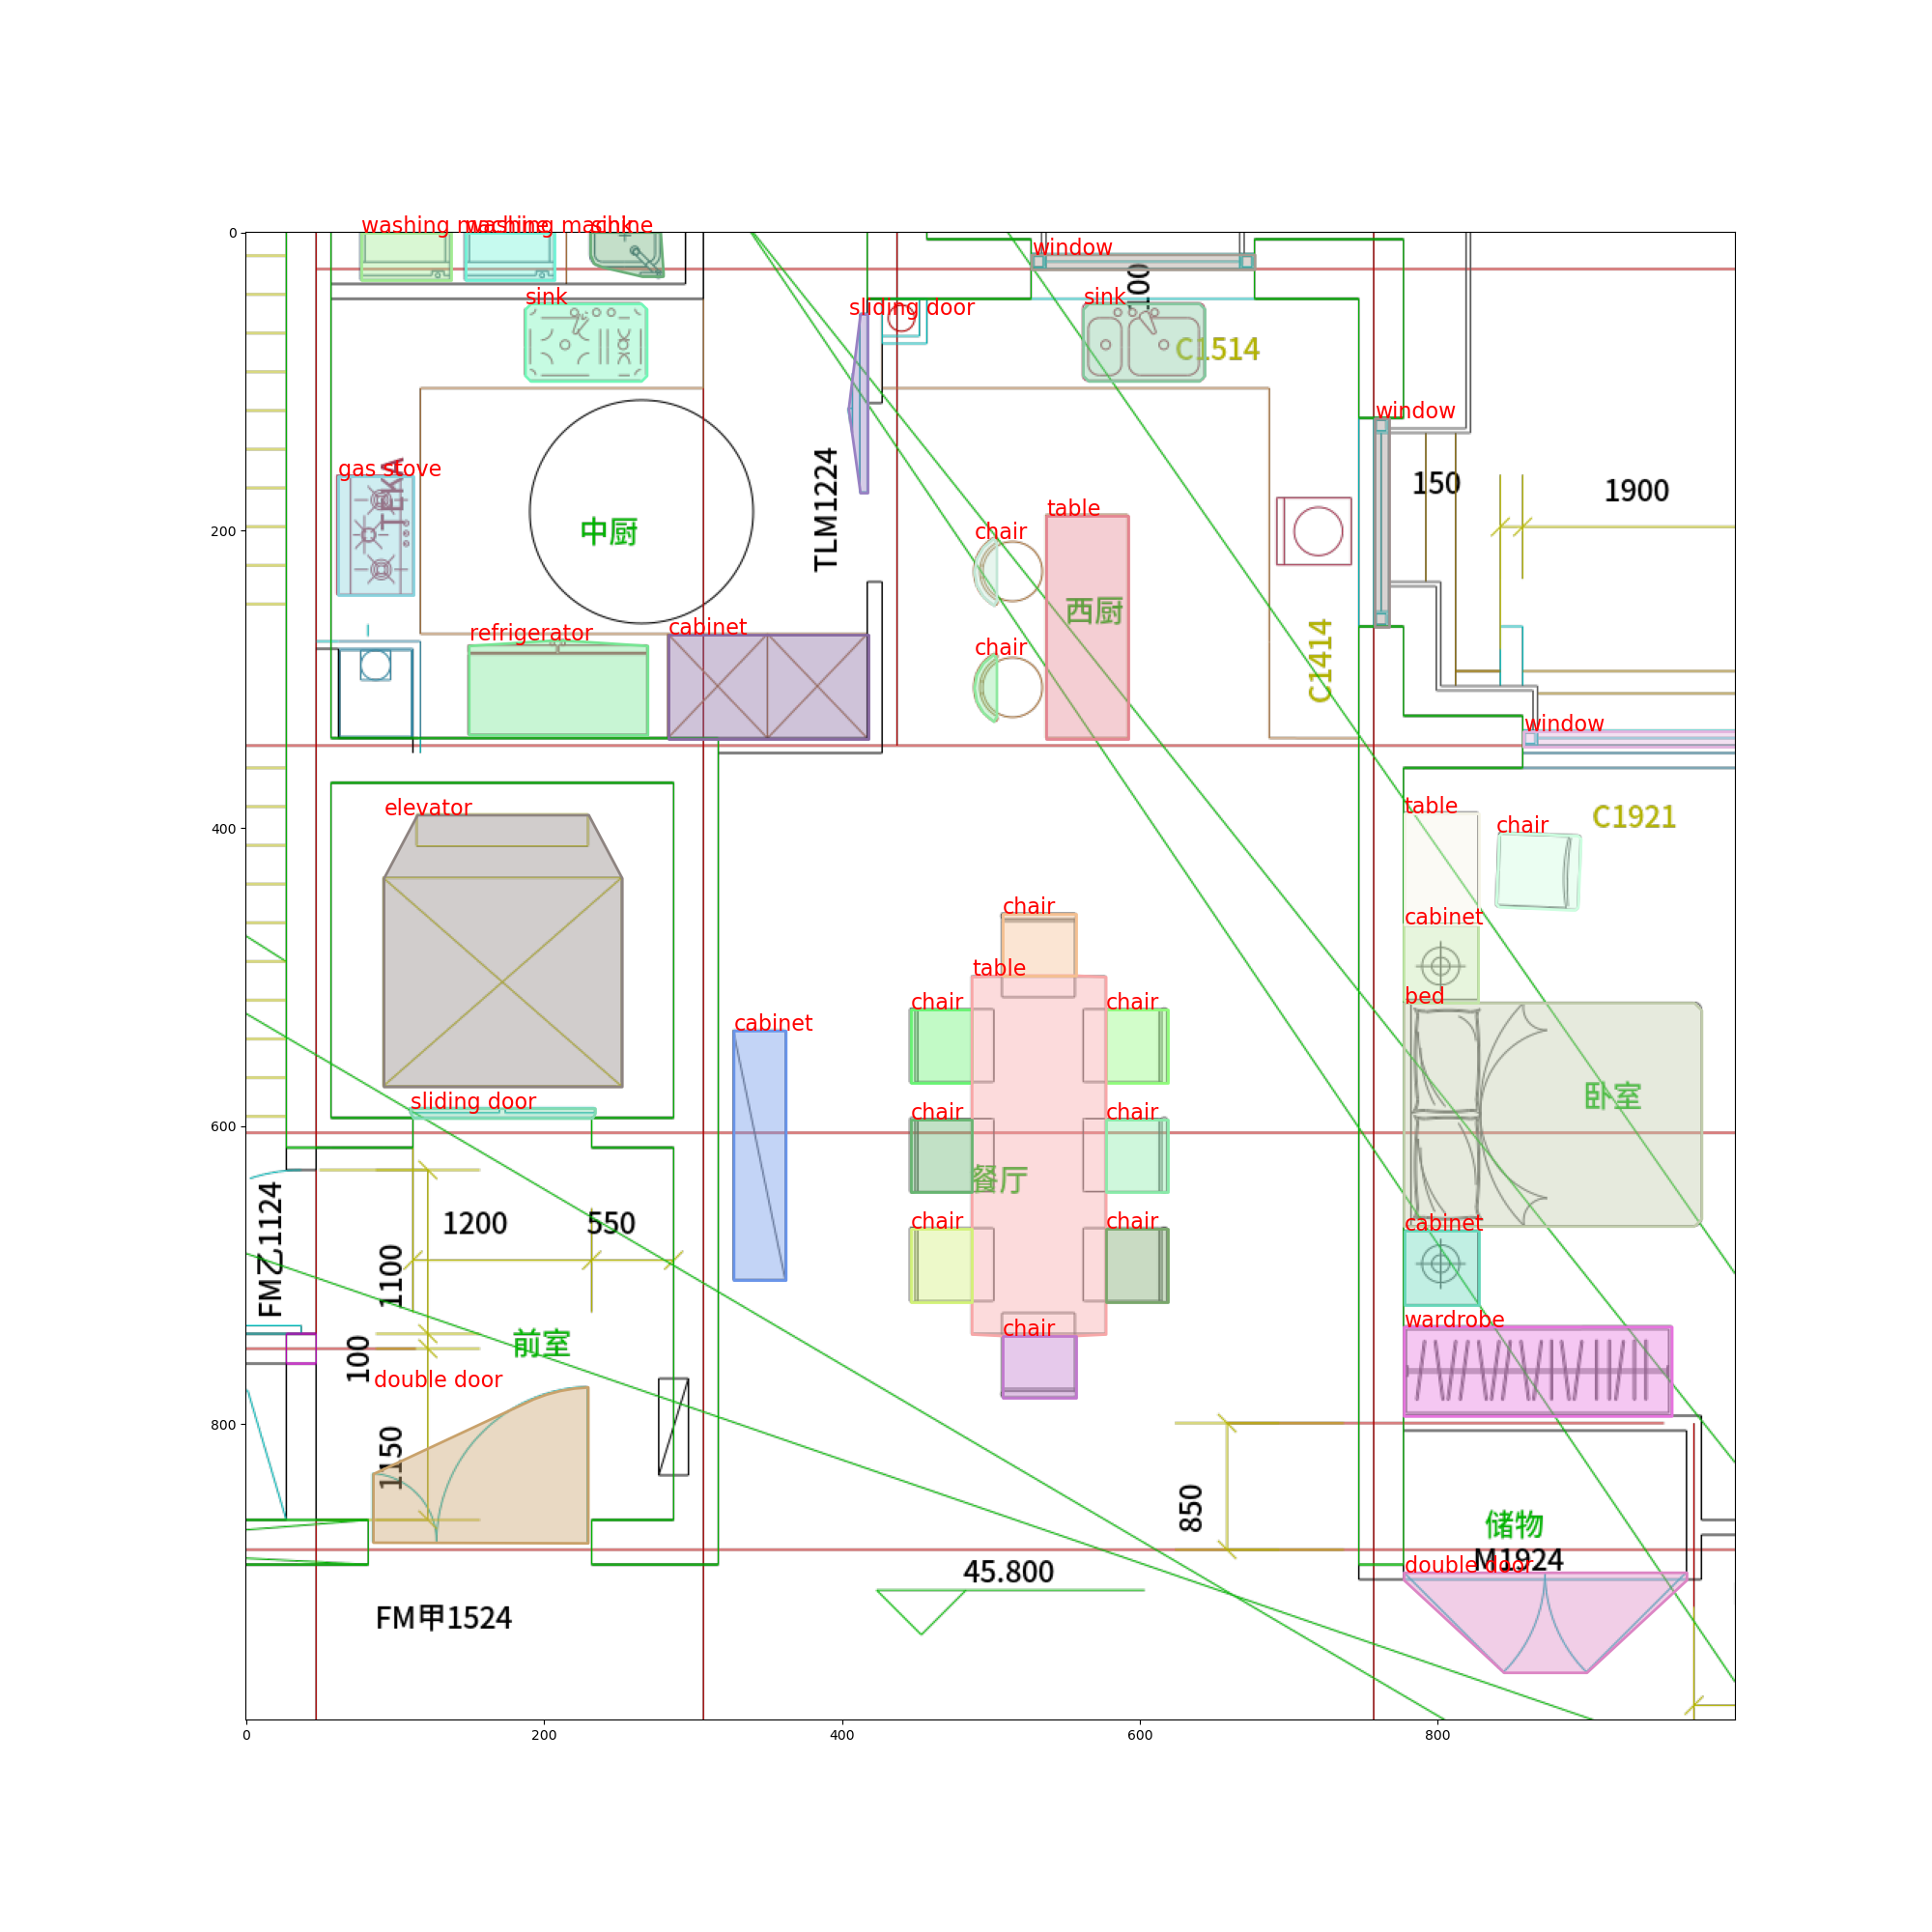 washing machine
washing machine
sink
0
window
100
sink
sliding door
sink
C1514
window
gas stove
TEKA
TLM1224
150
1900
table
200
chair
中厨
西厨
refrigerator
cabinet
chair
C1414
window
elevator
table
C1921
chair
400
chair
cabinet
table
bed
chair
chair
cabinet
卧室
sliding door
chair
chair
600
餐厅
FM乙1124
1200
550
chair
chair
cabinet
1100
wardrobe
chair
前室
100
double door
800
1150
850
储物
M1924
double door
45.800
FM甲1524
0
200
400
600
800